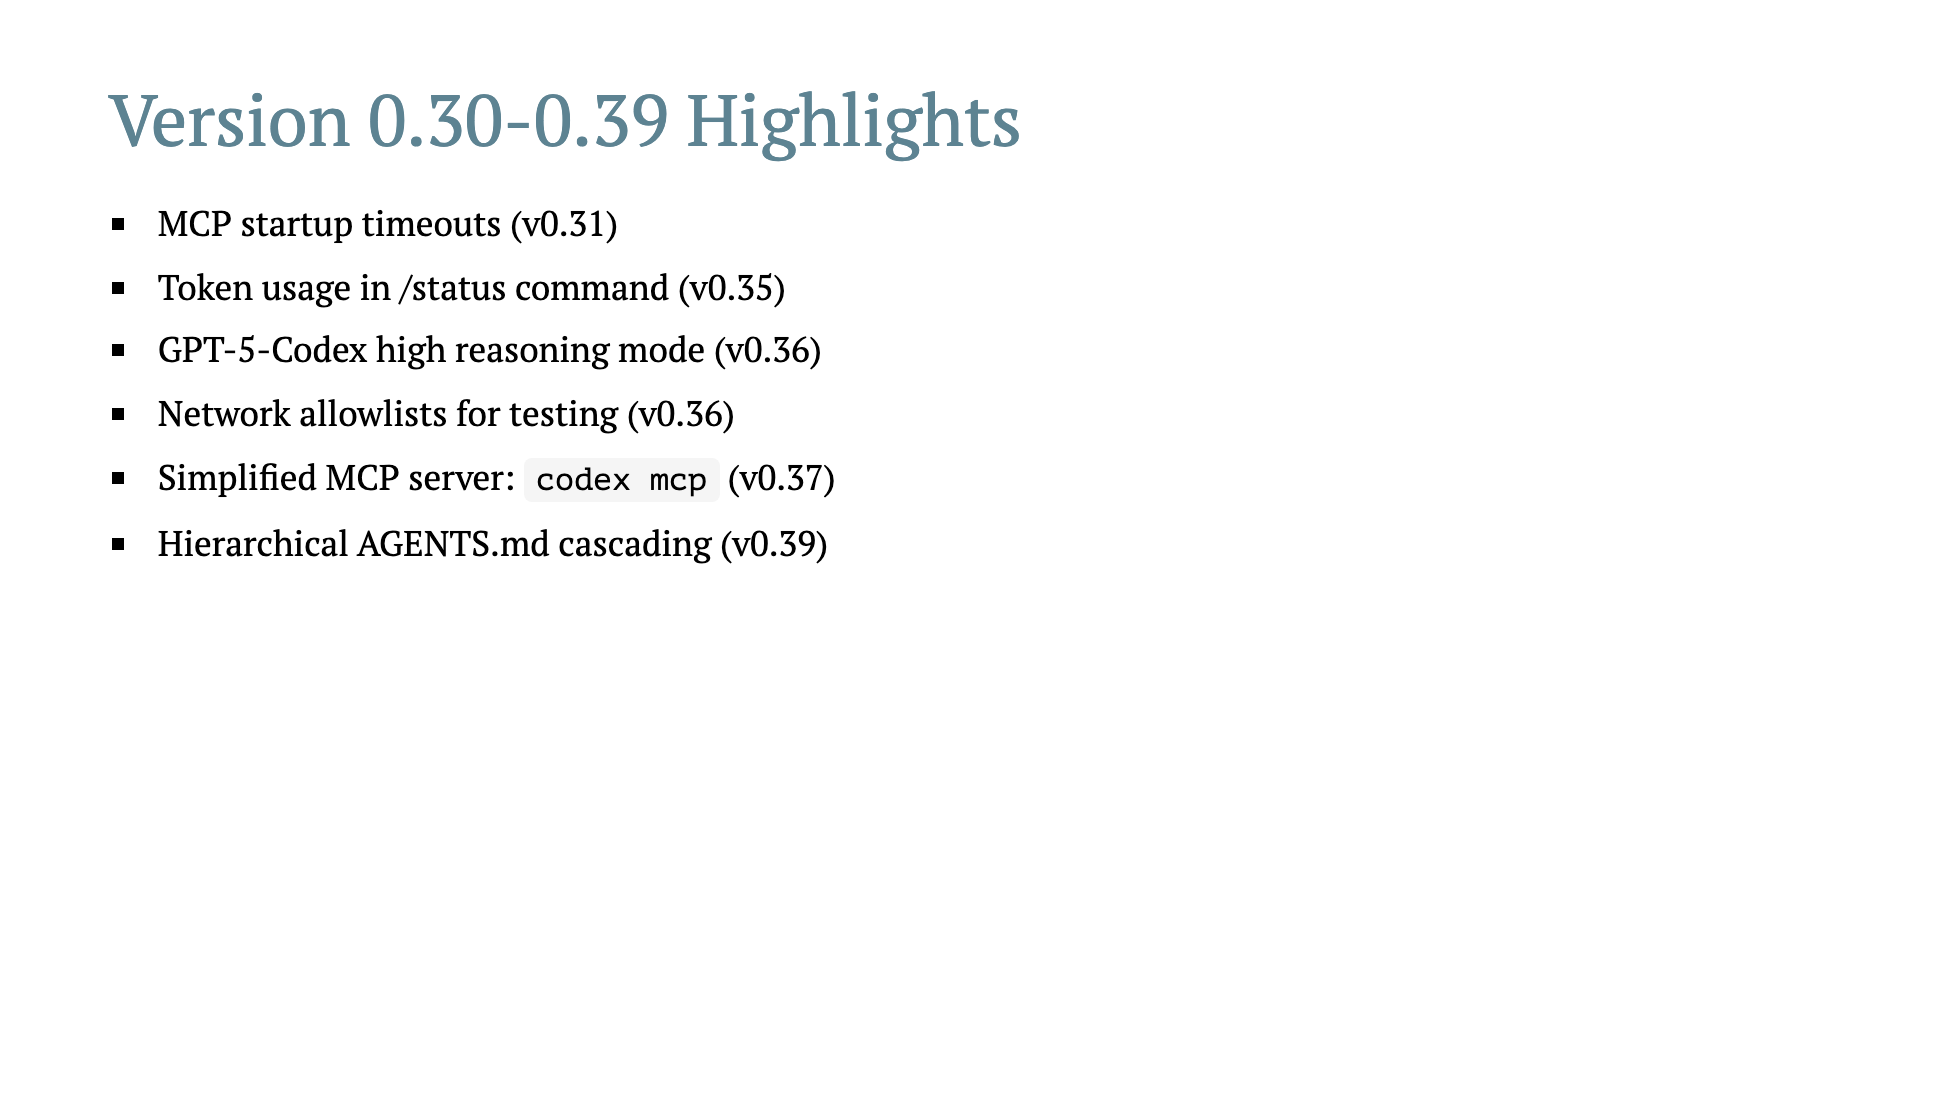 Version 0.30-0.39 Highlights
▪ MCP startup timeouts (v0.31)
▪ Token usage in /status command (v0.35)
▪ GPT-5-Codex high reasoning mode (v0.36)
▪ Network allowlists for testing (v0.36)
▪ Simplified MCP server: codex mcp (v0.37)
▪ Hierarchical AGENTS.md cascading (v0.39)